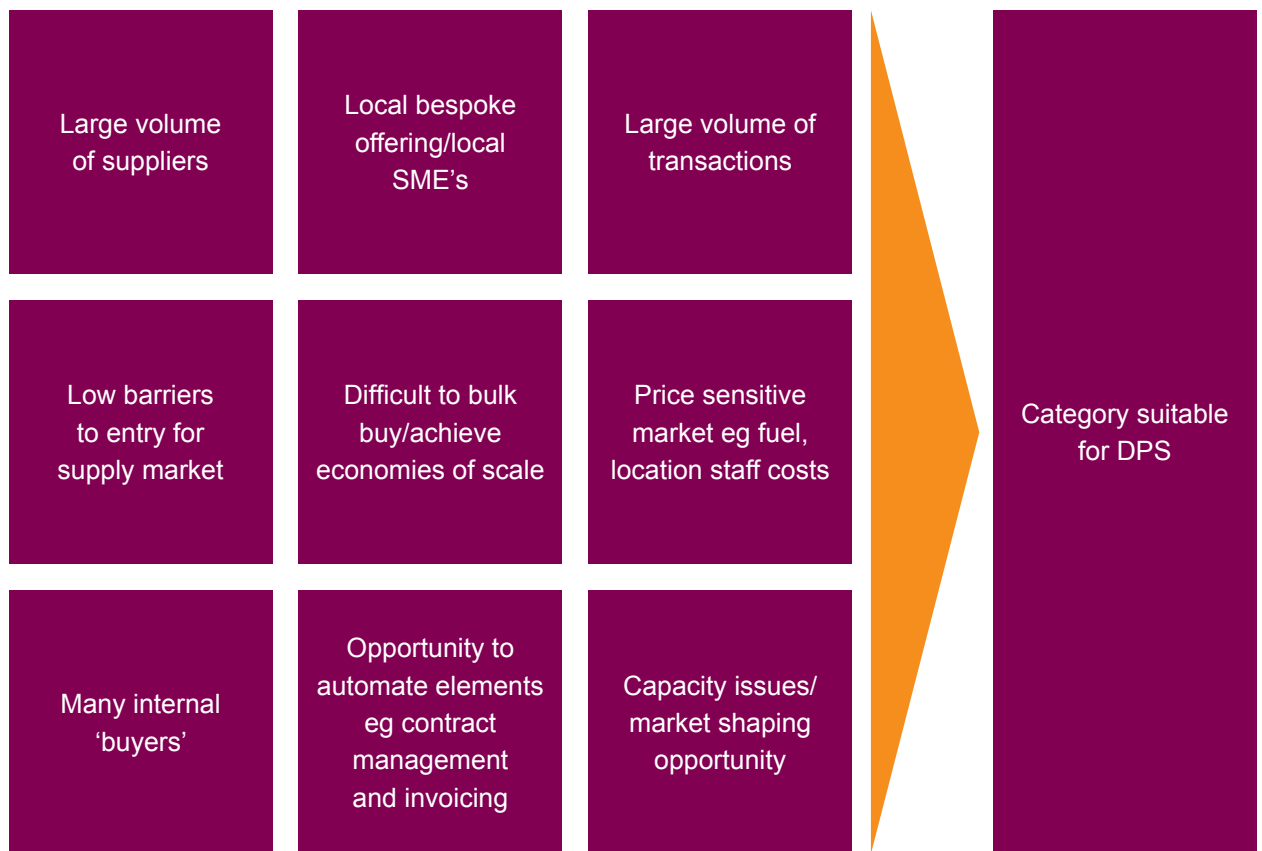 Large volume
of suppliers
Local bespoke
offering/local
SME’s
Large volume of
transactions
Low barriers
to entry for
supply market
Difficult to bulk
buy/achieve
economies of scale
Price sensitive
market eg fuel,
location staff costs
Many internal
‘buyers’
Opportunity to
automate elements
eg contract
management
and invoicing
Capacity issues/
market shaping
opportunity
Category suitable
for DPS